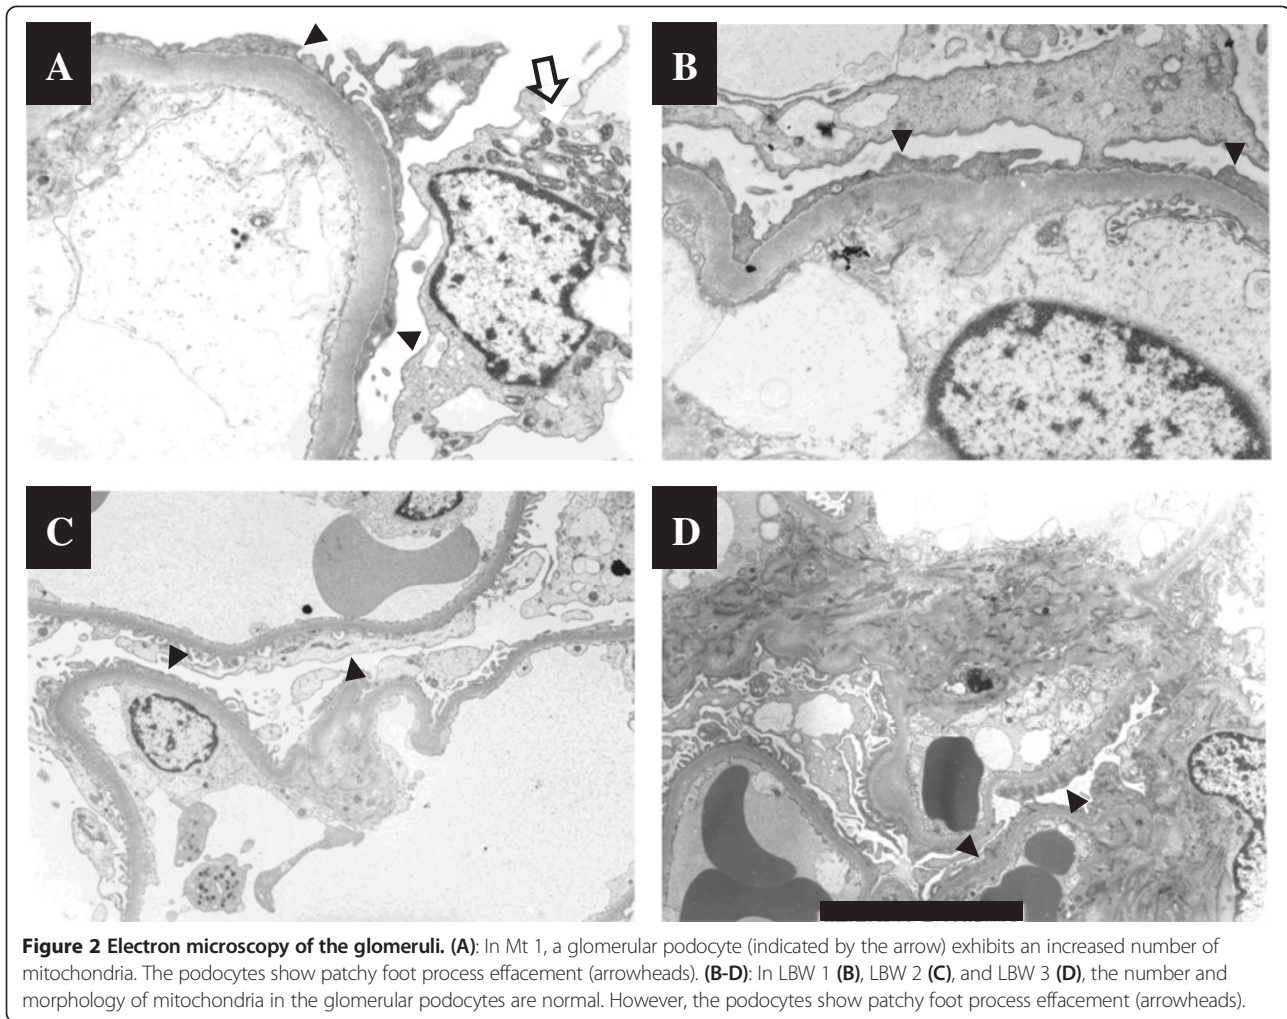 A
B
C
D
Figure 2 Electron microscopy of the glomeruli. (A): In Mt 1, a glomerular podocyte (indicated by the arrow) exhibits an increased number of
mitochondria. The podocytes show patchy foot process effacement (arrowheads). (B-D): In LBW 1 (B), LBW 2 (C), and LBW 3 (D), the number and
morphology of mitochondria in the glomerular podocytes are normal. However, the podocytes show patchy foot process effacement (arrowheads).